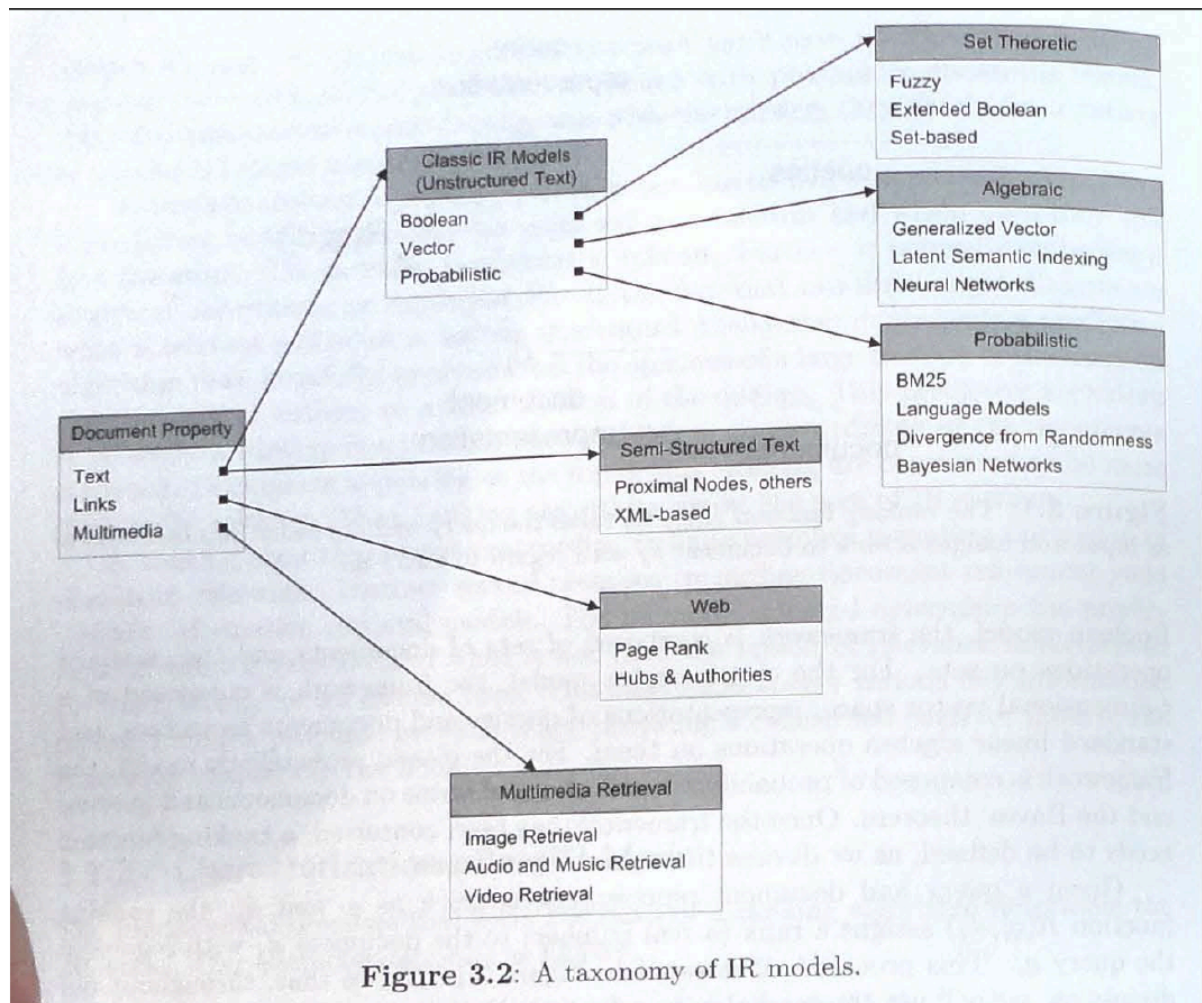 Set Theoretic
Fuzzy
Extended Boolean
Set-based
Classic IR Models
(Unstructured Text)
Boolean
Vector
Probabilistic
Algebraic
Generalized Vector
Latent Semantic Indexing
Neural Networks
Probabilistic
BM25
Language Models
Divergence from Randomness
Bayesian Networks
Document Property
Text
Links
Multimedia
Semi-Structured Text
Proximal Nodes, others
XML-based
Web
Page Rank
Hubs & Authorities
Multimedia Retrieval
Image Retrieval
Audio and Music Retrieval
Video Retrieval
Figure 3.2: A taxonomy of IR models.